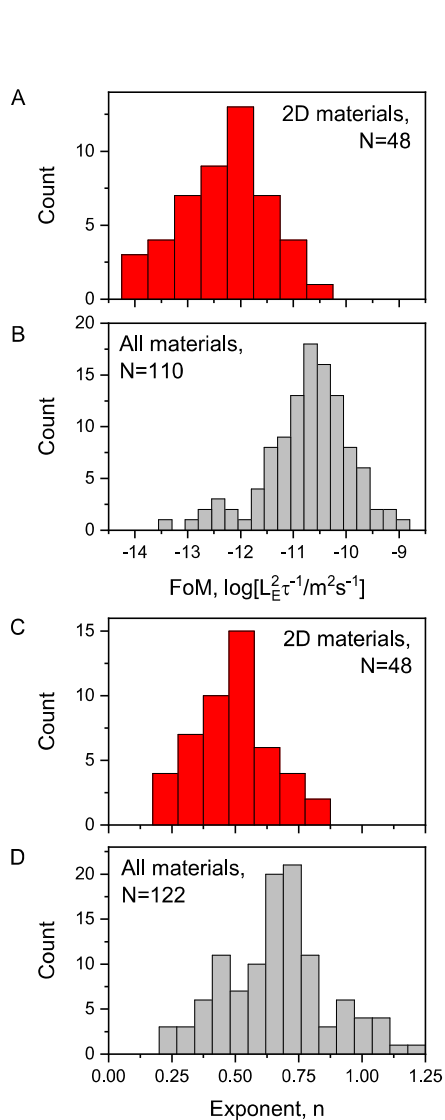 A
2D materials,
N=48
10
5
0
Count
B
All materials,
N=110
20
15
10
5
0
Count
-14 -13 -12 -11 -10 -9
FoM, log[L_E^2 τ^-1/m^2s^-1]
C
2D materials,
N=48
15
10
5
0
Count
D
All materials,
N=122
20
15
10
5
0
Count
0.00 0.25 0.50 0.75 1.00 1.25
Exponent, n